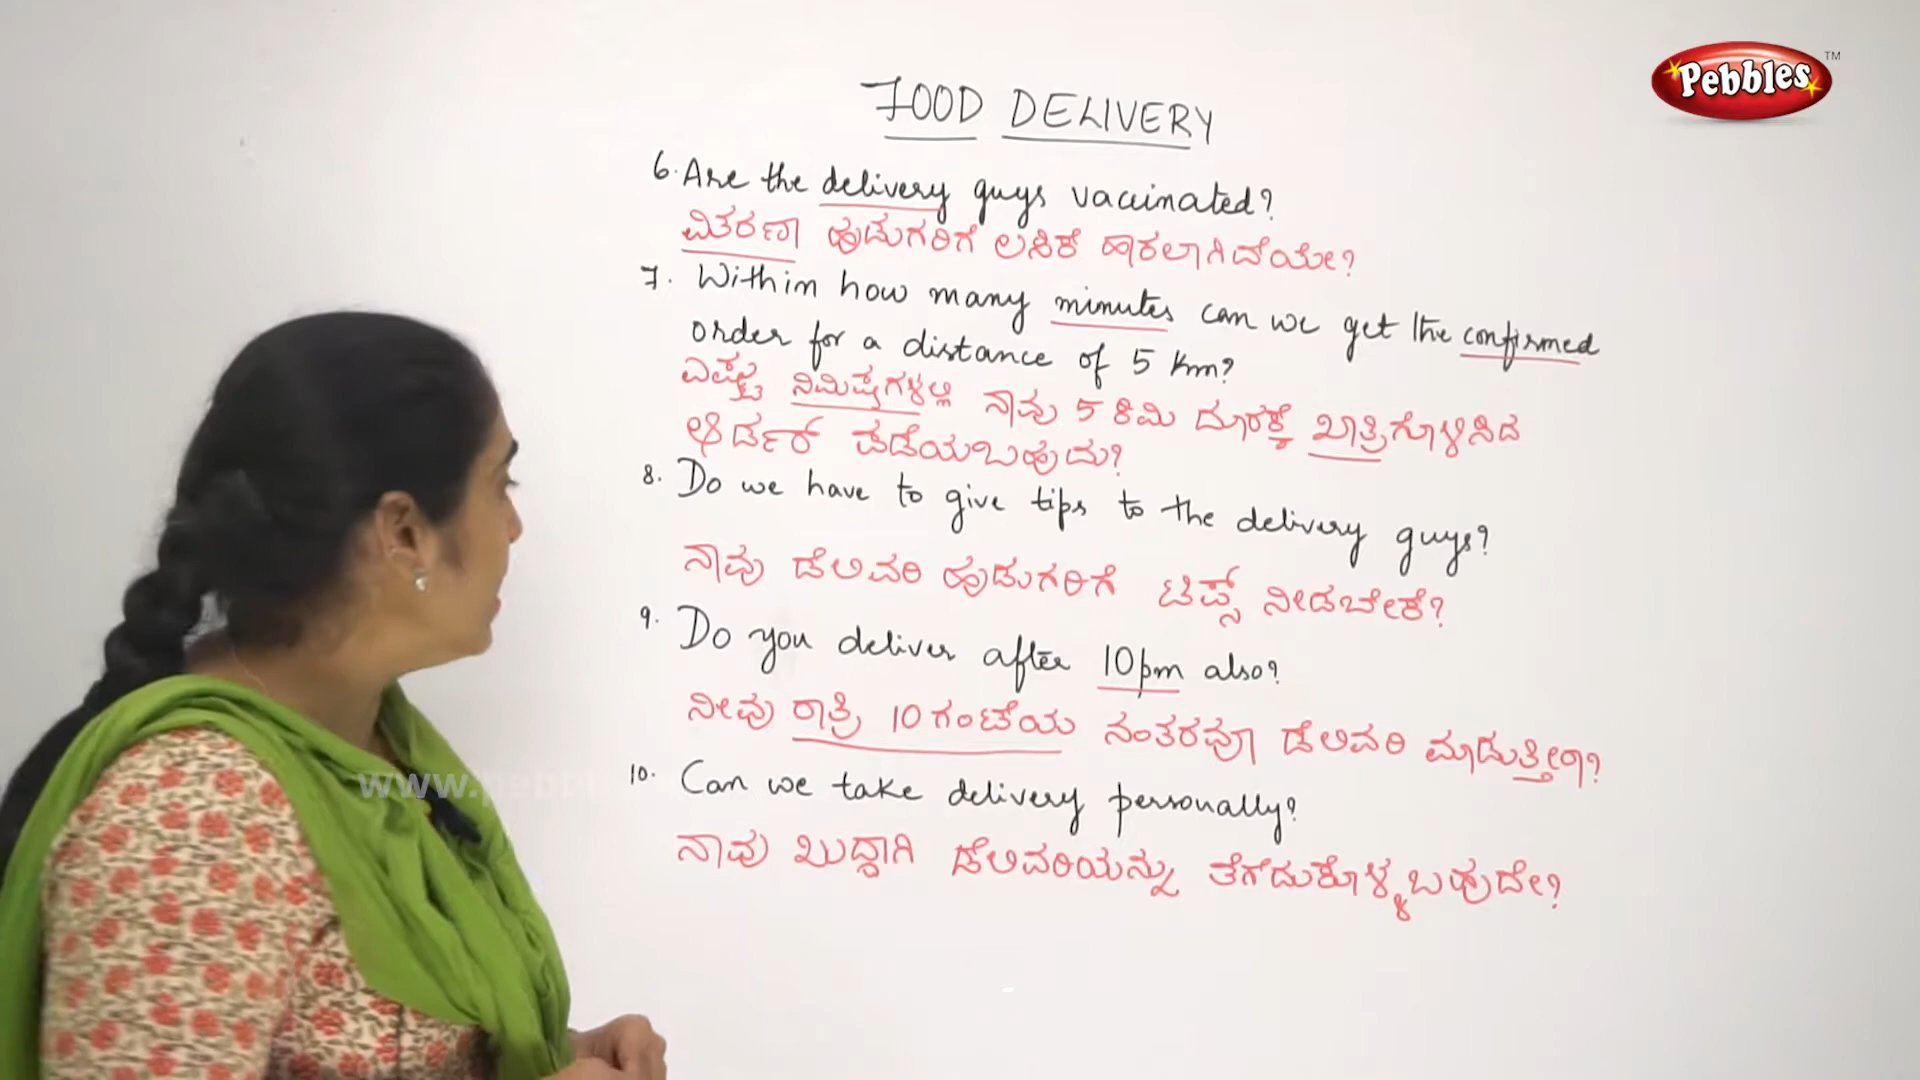 Pebbles™
FOOD DELIVERY
6. Are the delivery guys vaccinated?
ವಿತರಣಾ ಹುಡುಗರಿಗೆ ಲಸಿಕೆ ಹಾಕಲಾಗಿದೆಯೇ?
7. Within how many minutes can we get the confirmed
order for a distance of 5 km?
ಎಷ್ಟು ನಿಮಿಷಗಳಲ್ಲಿ ನಾವು 5 ಕಿಮಿ ದೂರಕ್ಕೆ ಖಾತ್ರಿಗೊಳಿಸಿದ
ಆರ್ಡರ್ ಪಡೆಯಬಹುದು?
8. Do we have to give tips to the delivery guys?
ನಾವು ಡೆಲಿವರಿ ಹುಡುಗರಿಗೆ ಟಿಪ್ಸ್ ನೀಡಬೇಕೆ?
9. Do you deliver after 10pm also?
ನೀವು ರಾತ್ರಿ 10 ಗಂಟೆಯ ನಂತರವೂ ಡೆಲಿವರಿ ಮಾಡುತ್ತೀರಾ?
10. Can we take delivery personally?
ನಾವು ಖುದ್ದಾಗಿ ಡೆಲಿವರಿಯನ್ನು ತೆಗೆದುಕೊಳ್ಳಬಹುದೇ?